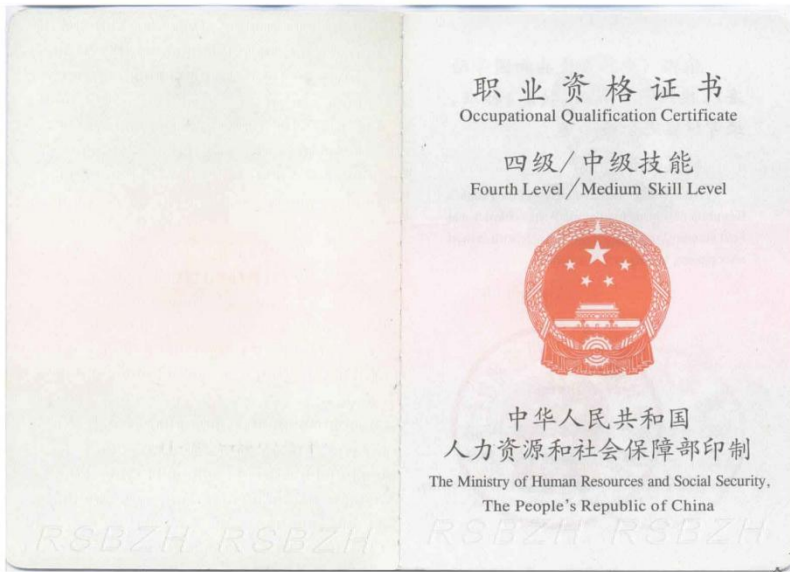 职业资格证书
Occupational Qualification Certificate
四级/中级技能
Fourth Level/Medium Skill Level
中华人民共和国
人力资源和社会保障部印制
The Ministry of Human Resources and Social Security,
The People's Republic of China
RSBZH RSBZH RSBZH RSBZH